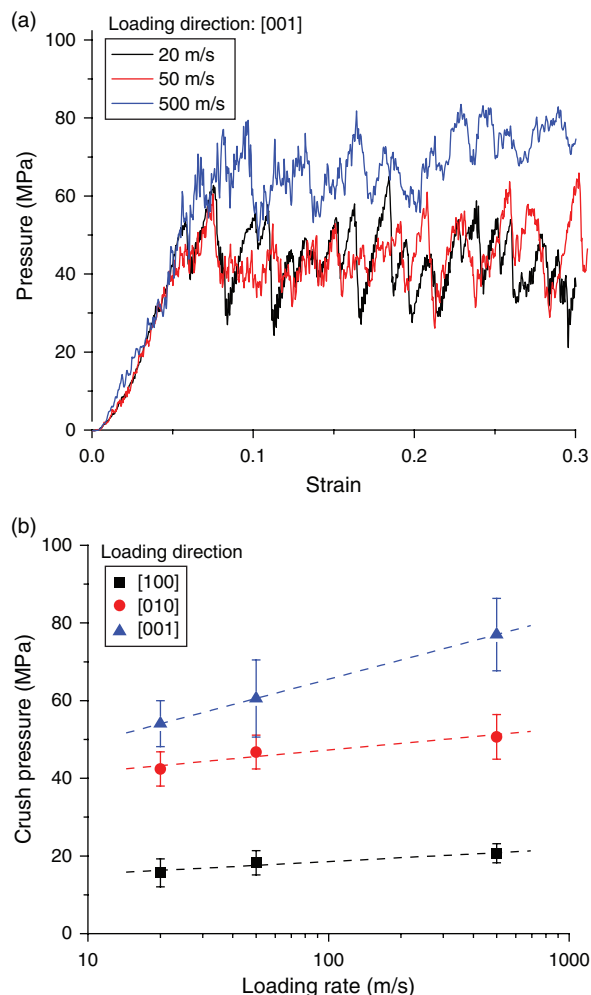 (a)
Loading direction: [001]
20 m/s
50 m/s
500 m/s
100
80
60
40
20
0
Pressure (MPa)
0.0
0.1
0.2
0.3
Strain
(b)
Loading direction
[100]
[010]
[001]
100
80
60
40
20
0
Crush pressure (MPa)
10
100
1000
Loading rate (m/s)